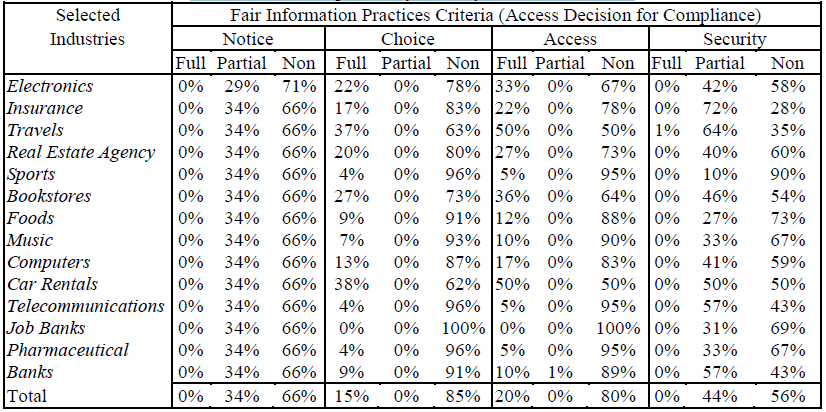 Selected Industries Fair Information Practices Criteria (Access Decision for Compliance)
Notice Choice Access Security
Full Partial Non Full Partial Non Full Partial Non Full Partial Non
Electronics 0% 29% 71% 22% 0% 78% 33% 0% 67% 0% 42% 58%
Insurance 0% 34% 66% 17% 0% 83% 22% 0% 78% 0% 72% 28%
Travels 0% 34% 66% 37% 0% 63% 50% 0% 50% 1% 64% 35%
Real Estate Agency 0% 34% 66% 20% 0% 80% 27% 0% 73% 0% 40% 60%
Sports 0% 34% 66% 4% 0% 96% 5% 0% 95% 0% 10% 90%
Bookstores 0% 34% 66% 27% 0% 73% 36% 0% 64% 0% 46% 54%
Foods 0% 34% 66% 9% 0% 91% 12% 0% 88% 0% 27% 73%
Music 0% 34% 66% 7% 0% 93% 10% 0% 90% 0% 33% 67%
Computers 0% 34% 66% 13% 0% 87% 17% 0% 83% 0% 41% 59%
Car Rentals 0% 34% 66% 38% 0% 62% 50% 0% 50% 0% 50% 50%
Telecommunications 0% 34% 66% 4% 0% 96% 5% 0% 95% 0% 57% 43%
Job Banks 0% 34% 66% 0% 0% 100% 0% 0% 100% 0% 31% 69%
Pharmaceutical 0% 34% 66% 4% 0% 96% 5% 0% 95% 0% 33% 67%
Banks 0% 34% 66% 9% 0% 91% 10% 1% 89% 0% 57% 43%
Total 0% 34% 66% 15% 0% 85% 20% 0% 80% 0% 44% 56%